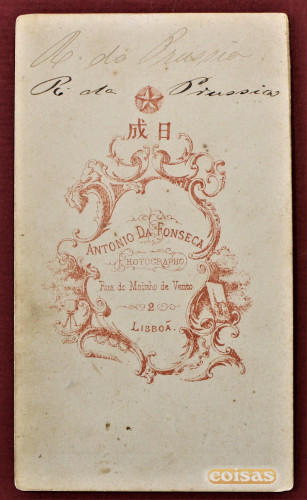 R. da Prussia
R. da Prussia
成日
ANTONIO DA FONSECA
PHOTOGRAPHO
Rua do Moinho de Vento
2
LISBOA.
coisas